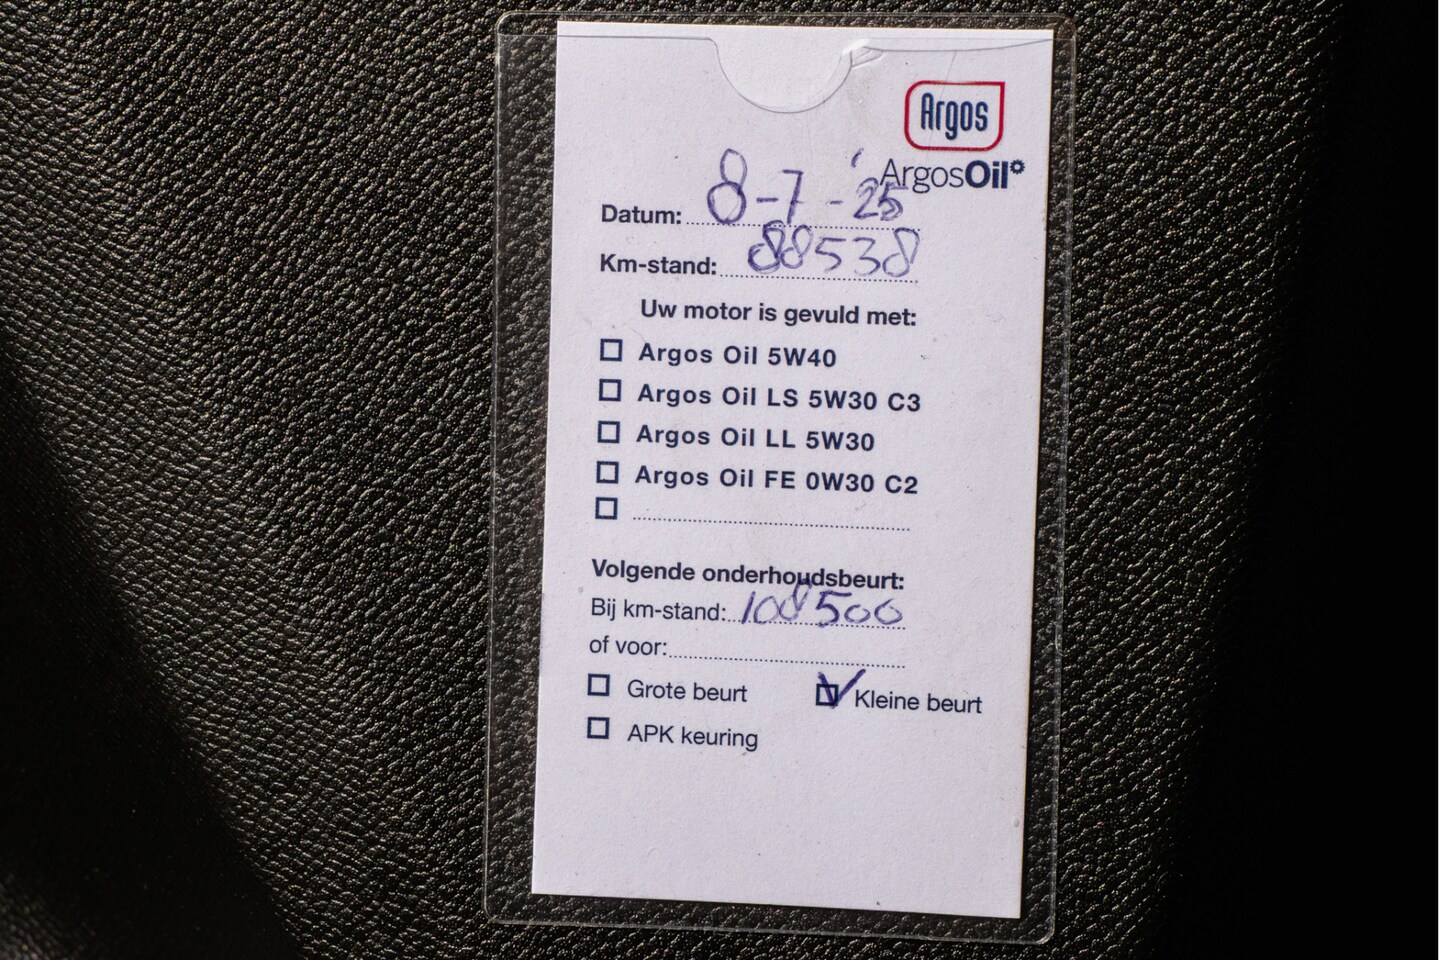 Argos
ArgosOil
Datum: 8-7-'25
Km-stand: 88538
Uw motor is gevuld met:
Argos Oil 5W40
Argos Oil LS 5W30 C3
Argos Oil LL 5W30
Argos Oil FE 0W30 C2
Volgende onderhoudsbeurt:
Bij km-stand: 108500
of voor:
Grote beurt Kleine beurt
APK keuring